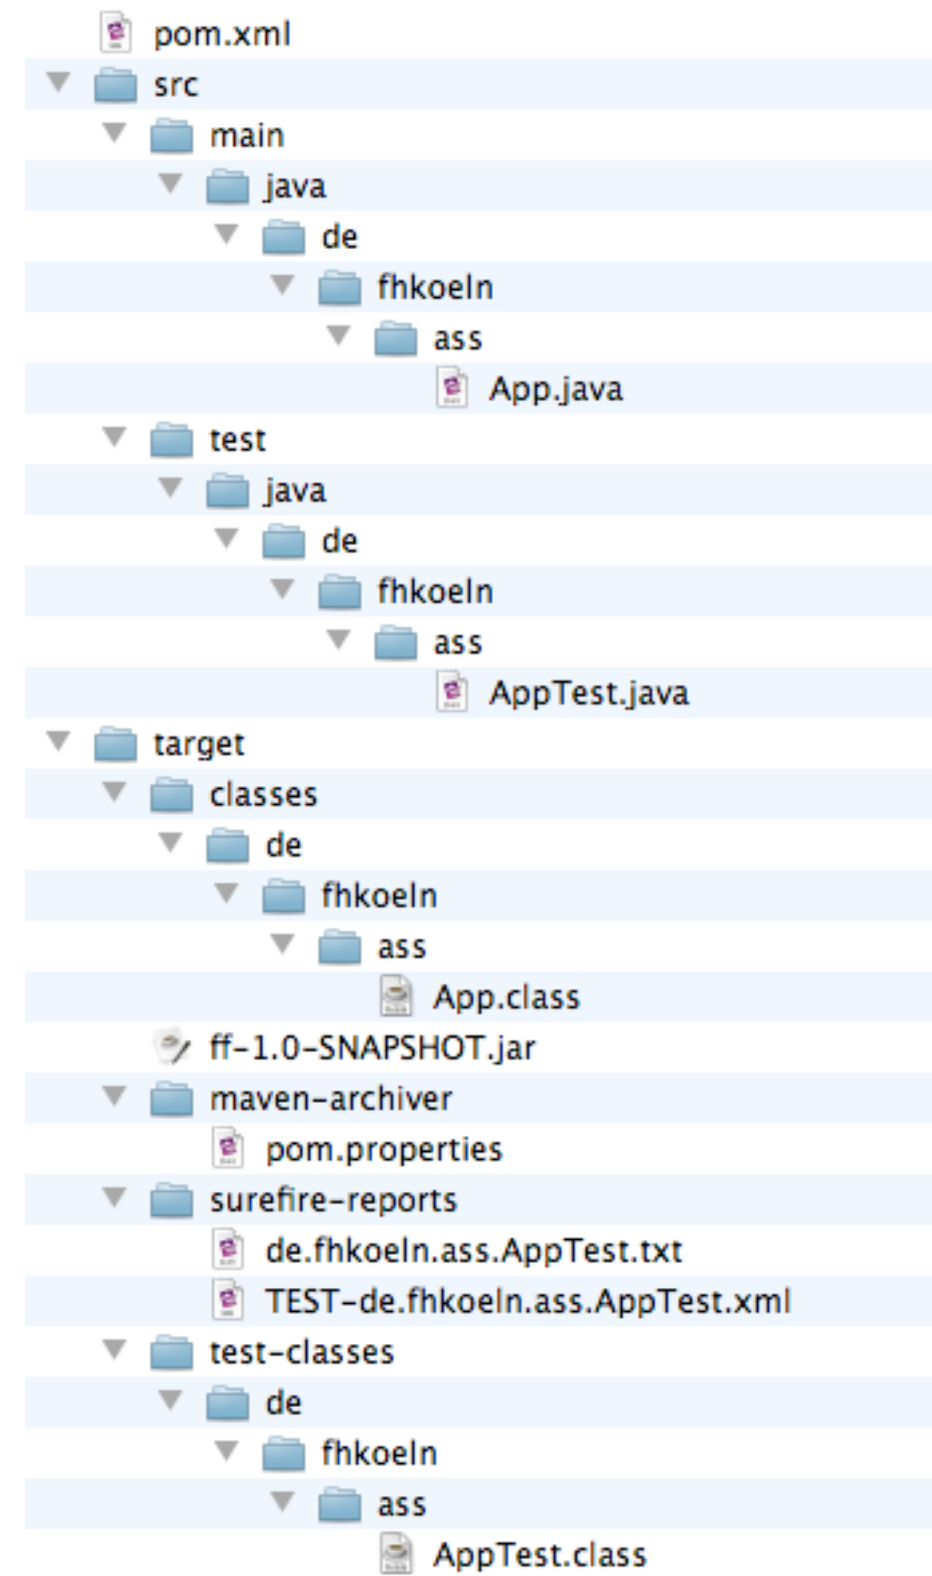 pom.xml
src
main
java
de
fhkoeln
ass
App.java
test
java
de
fhkoeln
ass
AppTest.java
target
classes
de
fhkoeln
ass
App.class
ff-1.0-SNAPSHOT.jar
maven-archiver
pom.properties
surefire-reports
de.fhkoeln.ass.AppTest.txt
TEST-de.fhkoeln.ass.AppTest.xml
test-classes
de
fhkoeln
ass
AppTest.class